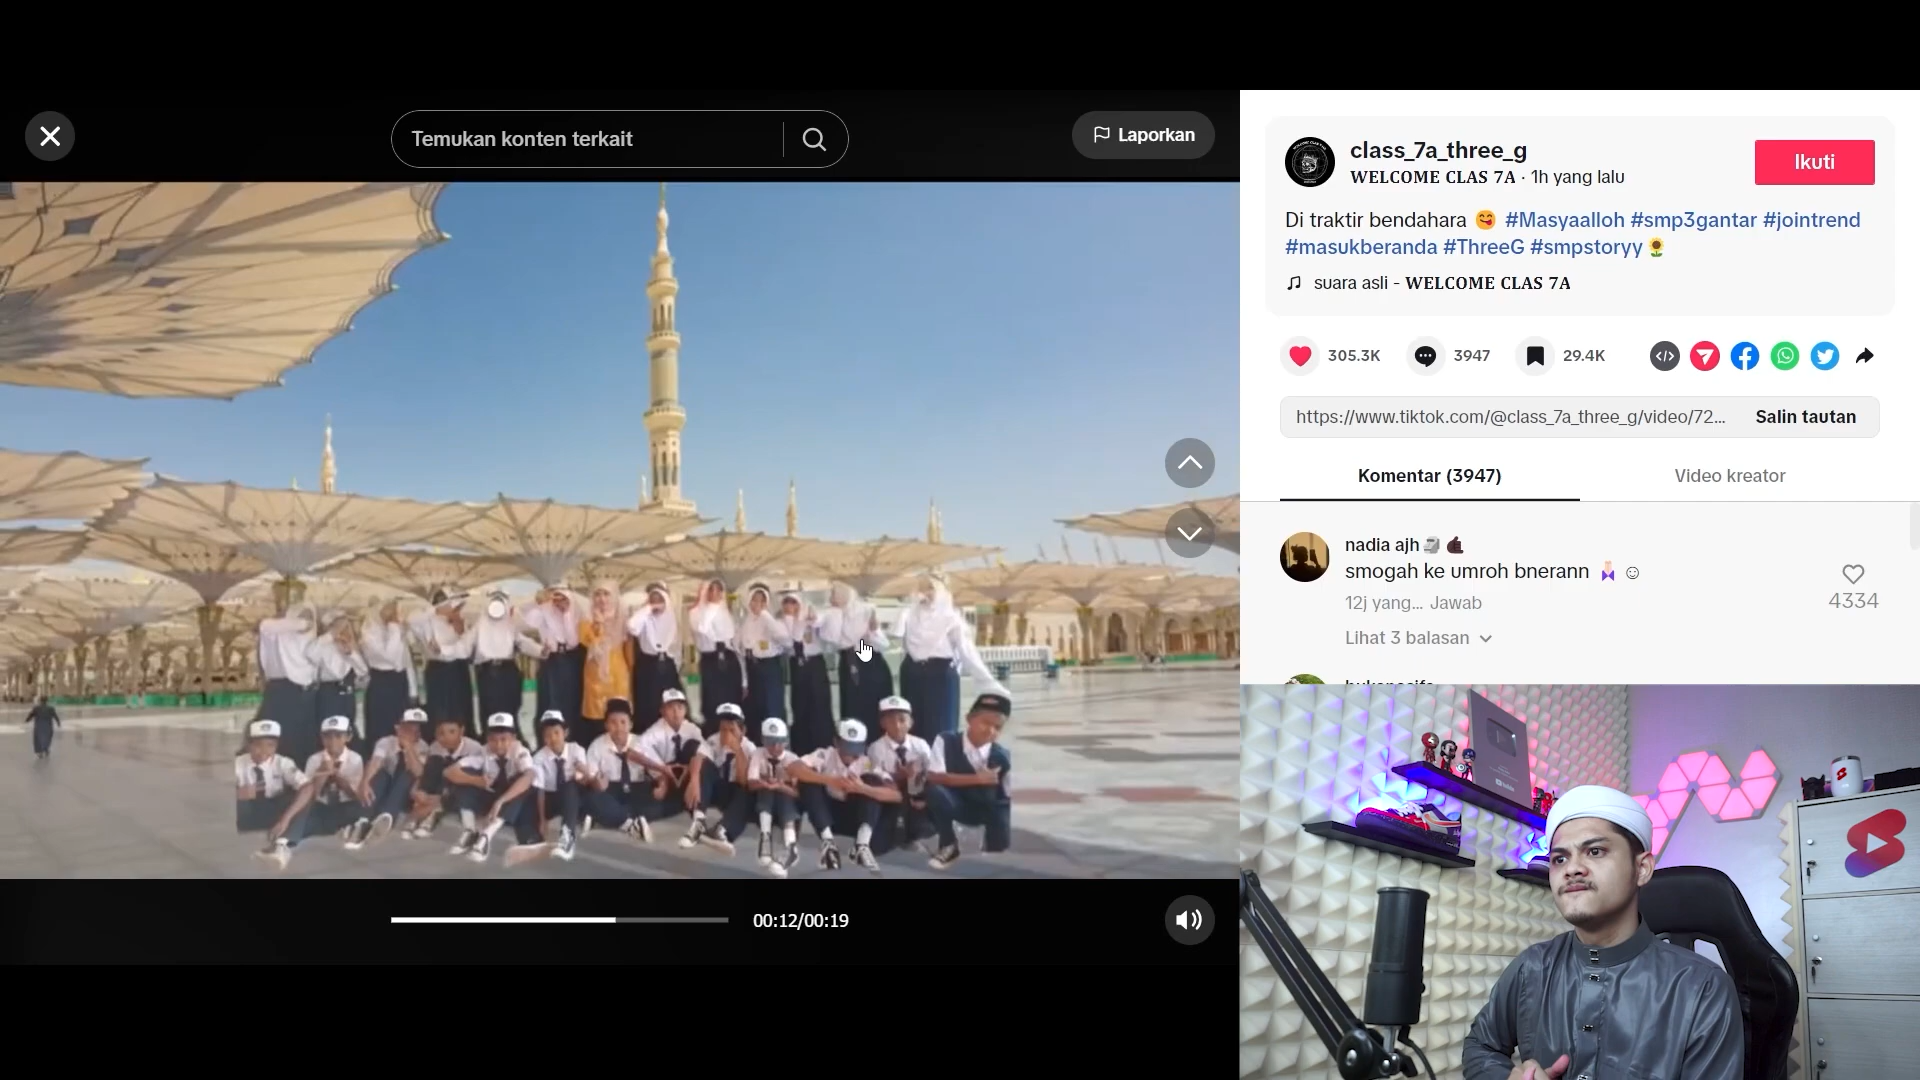 Temukan konten terkait
Laporkan
class_7a_three_g
WELCOME CLAS 7A · 1h yang lalu
Ikuti
Di traktir bendahara 😋 #Masyaalloh #smp3gantar #jointrend
#masukberanda #ThreeG #smpstoryy🌻
suara asli - WELCOME CLAS 7A
305.3K
3947
29.4K
https://www.tiktok.com/@class_7a_three_g/video/72...
Salin tautan
Komentar (3947)
Video kreator
nadia ajh🗿👍🏿
smogah ke umroh bnerann
12j yang... Jawab
4334
Lihat 3 balasan
00:12/00:19